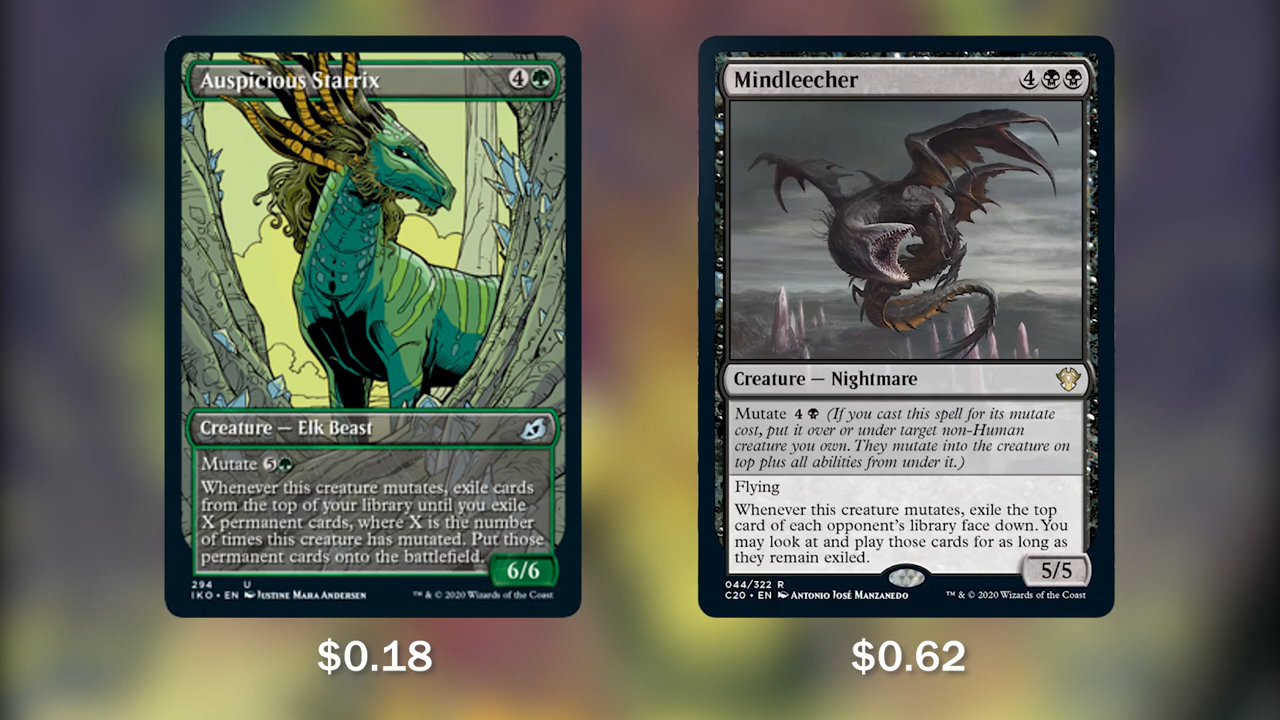 Auspicious Starrix 4
Creature — Elk Beast
Mutate 5
Whenever this creature mutates, exile cards
from the top of your library until you exile
X permanent cards, where X is the number
of times this creature has mutated. Put those
permanent cards onto the battlefield.
6/6
294 U
IKO • EN Justine Mara Andersen ™ & © 2020 Wizards of the Coast
$0.18
Mindleecher 4
Creature — Nightmare
Mutate 4 (If you cast this spell for its mutate
cost, put it over or under target non-Human
creature you own. They mutate into the creature on
top plus all abilities from under it.)
Flying
Whenever this creature mutates, exile the top
card of each opponent's library face down. You
may look at and play those cards for as long as
they remain exiled.
5/5
044/322 R
C20 • EN Antonio José Manzanedo ™ & © 2020 Wizards of the Coast
$0.62